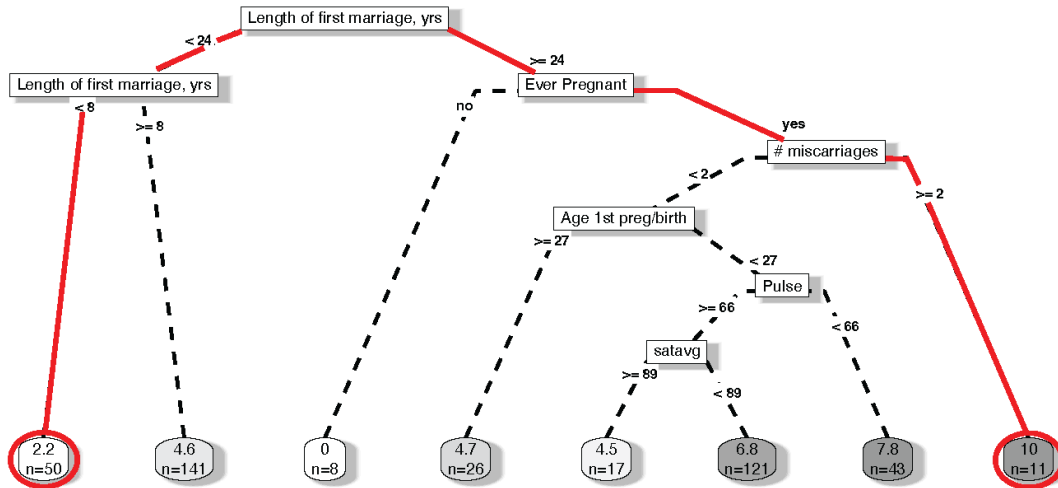 Length of first marriage, yrs
< 24
>= 24
Length of first marriage, yrs
Ever Pregnant
< 8
>= 8
no
yes
# miscarriages
< 2
>= 2
Age 1st preg/birth
>= 27
< 27
Pulse
>= 66
< 66
satavg
>= 89
< 89
2.2
n=50
4.6
n=141
0
n=8
4.7
n=26
4.5
n=17
6.8
n=121
7.8
n=43
10
n=11